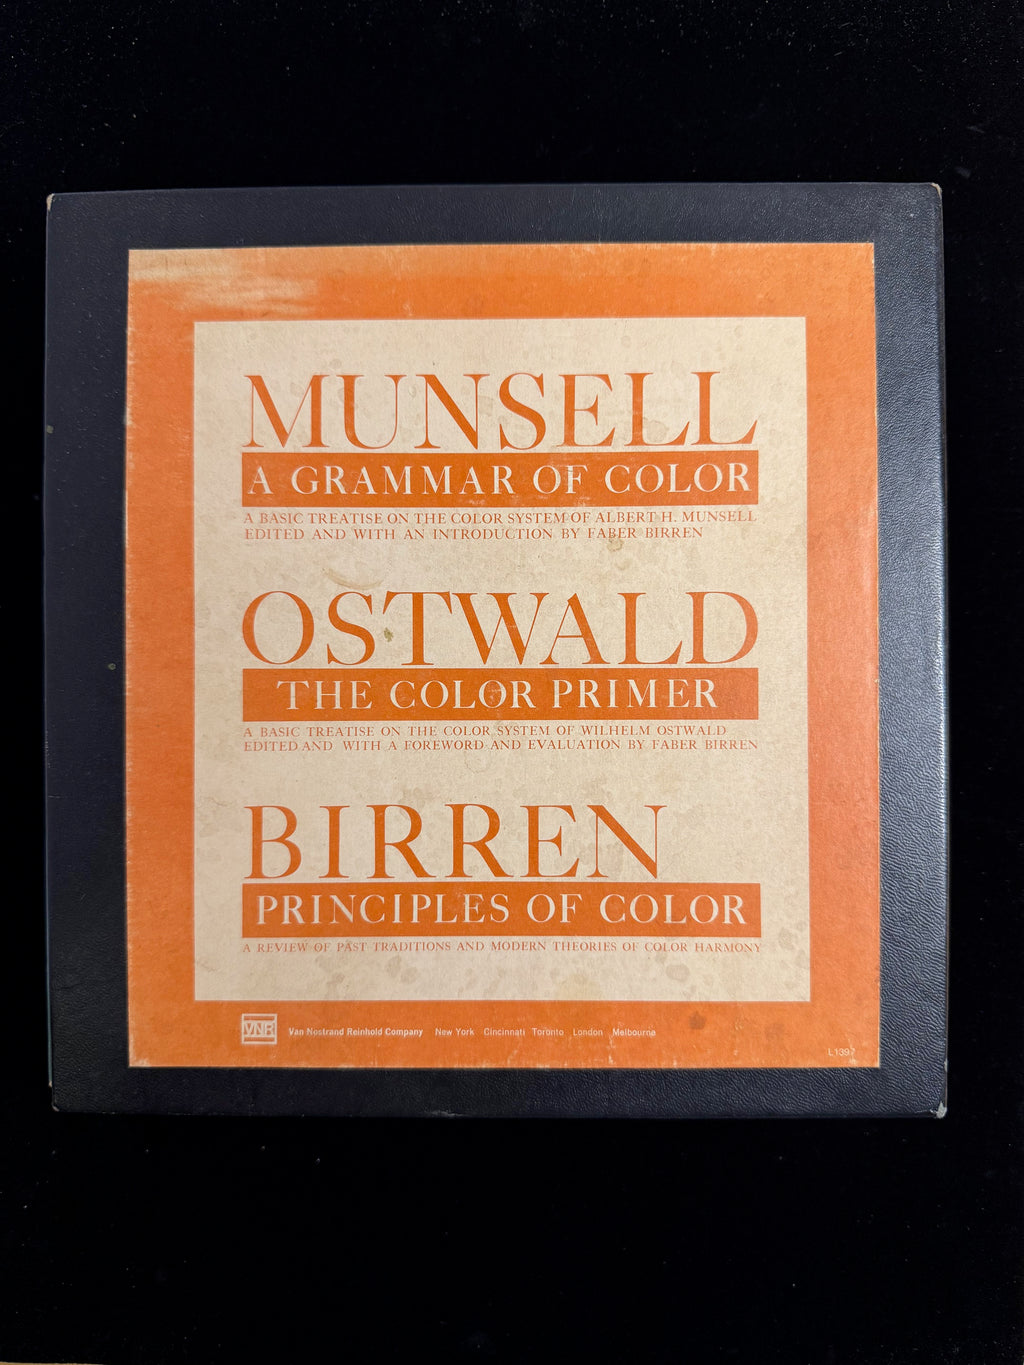 MUNSELL
A GRAMMAR OF COLOR
A BASIC TREATISE ON THE COLOR SYSTEM OF ALBERT H. MUNSELL
EDITED AND WITH AN INTRODUCTION BY FABER BIRREN
OSTWALD
THE COLOR PRIMER
A BASIC TREATISE ON THE COLOR SYSTEM OF WILHELM OSTWALD
EDITED AND WITH A FOREWORD AND EVALUATION BY FABER BIRREN
BIRREN
PRINCIPLES OF COLOR
A REVIEW OF PAST TRADITIONS AND MODERN THEORIES OF COLOR HARMONY
VNR Van Nostrand Reinhold Company New York Cincinnati Toronto London Melbourne
L1397